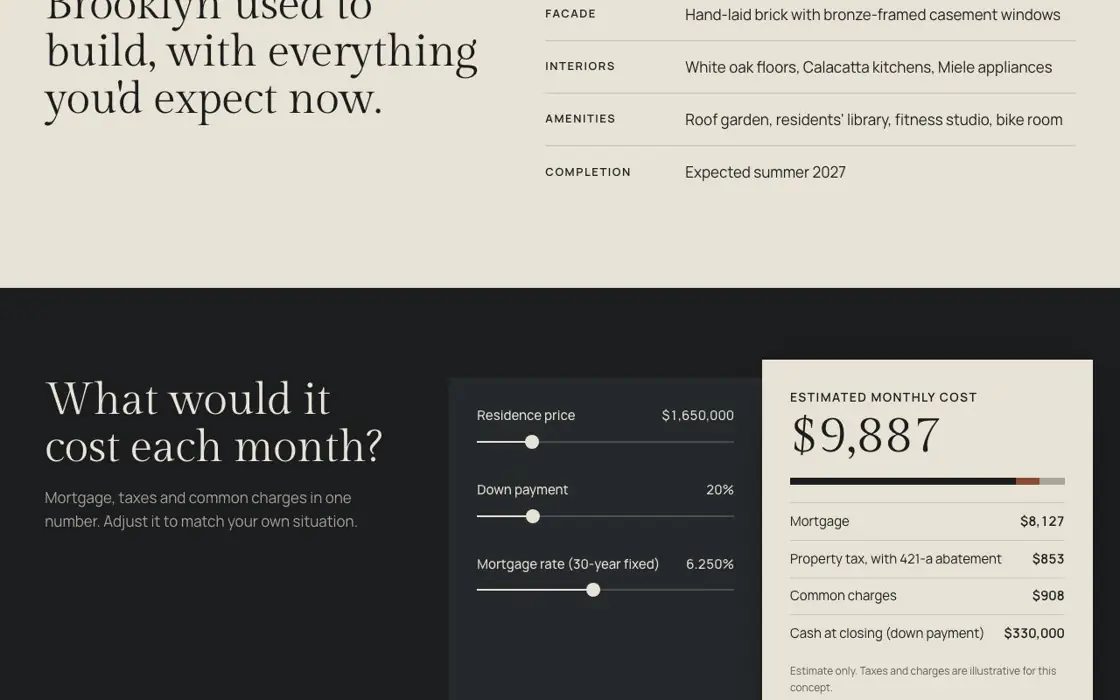 Brooklyn used to
build, with everything
you'd expect now.
FACADE Hand-laid brick with bronze-framed casement windows
INTERIORS White oak floors, Calacatta kitchens, Miele appliances
AMENITIES Roof garden, residents' library, fitness studio, bike room
COMPLETION Expected summer 2027
What would it
cost each month?
Mortgage, taxes and common charges in one
number. Adjust it to match your own situation.
Residence price $1,650,000
Down payment 20%
Mortgage rate (30-year fixed) 6.250%
ESTIMATED MONTHLY COST
$9,887
Mortgage $8,127
Property tax, with 421-a abatement $853
Common charges $908
Cash at closing (down payment) $330,000
Estimate only. Taxes and charges are illustrative for this
concept.